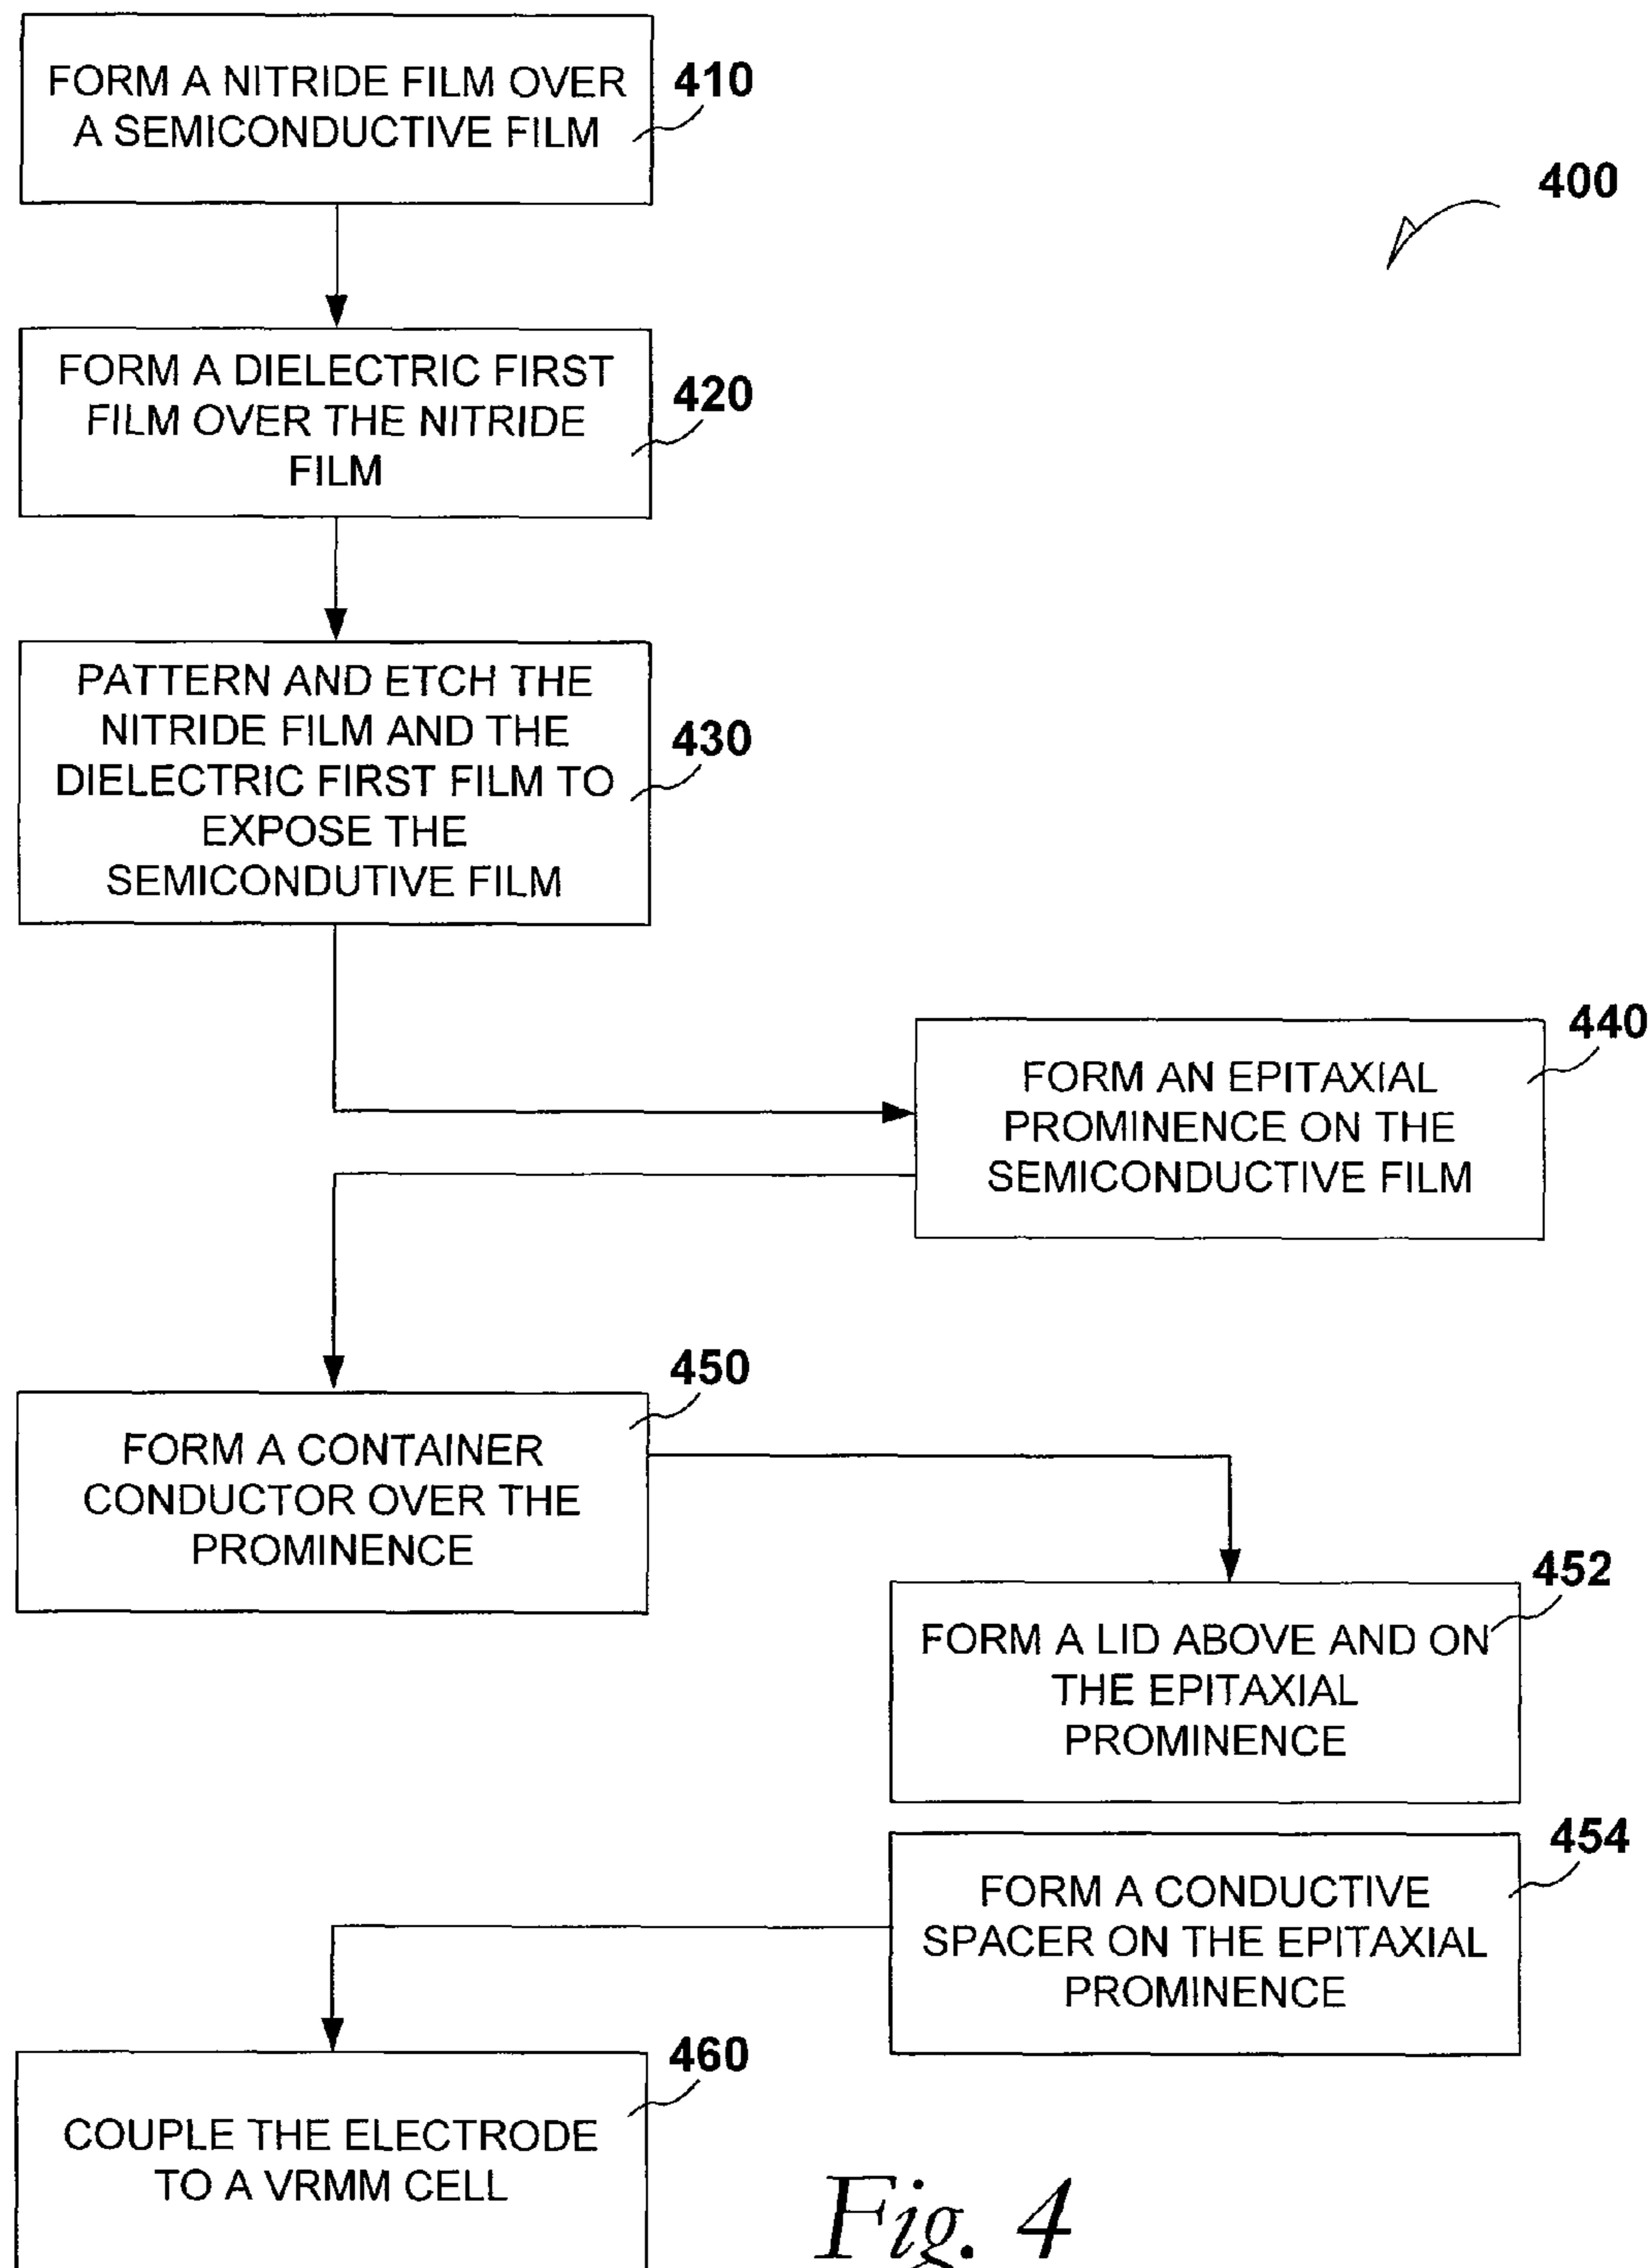 FORM A NITRIDE FILM OVER
A SEMICONDUCTIVE FILM
410
400
FORM A DIELECTRIC FIRST
FILM OVER THE NITRIDE
FILM
420
PATTERN AND ETCH THE
NITRIDE FILM AND THE
DIELECTRIC FIRST FILM TO
EXPOSE THE
SEMICONDUTIVE FILM
430
440
FORM AN EPITAXIAL
PROMINENCE ON THE
SEMICONDUCTIVE FILM
450
FORM A CONTAINER
CONDUCTOR OVER THE
PROMINENCE
452
FORM A LID ABOVE AND ON
THE EPITAXIAL
PROMINENCE
454
FORM A CONDUCTIVE
SPACER ON THE EPITAXIAL
PROMINENCE
460
COUPLE THE ELECTRODE
TO A VRMM CELL
Fig. 4